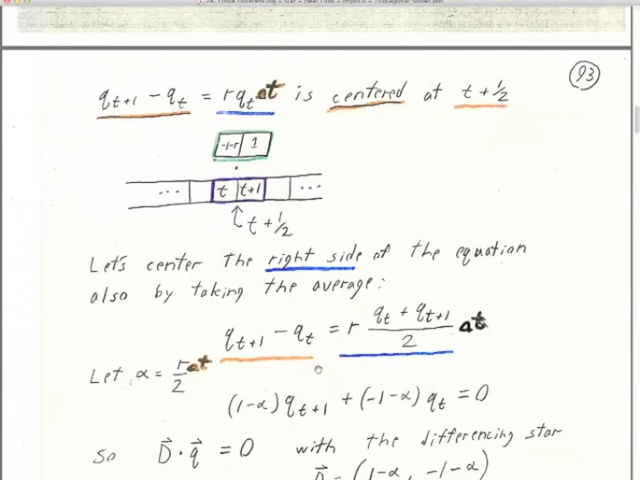 93
q_{t+1} - q_t = r q_t Δt is centered at t + 1/2
-1-r 1
... t t+1 ...
t + 1/2
Let's center the right side of the equation
also by taking the average:
q_{t+1} - q_t = r (q_t + q_{t+1})/2 Δt
Let α = r/2 Δt
(1-α) q_{t+1} + (-1-α) q_t = 0
So D⃗ · q⃗ = 0 with the differencing star
D⃗ = (1-α, -1-α)